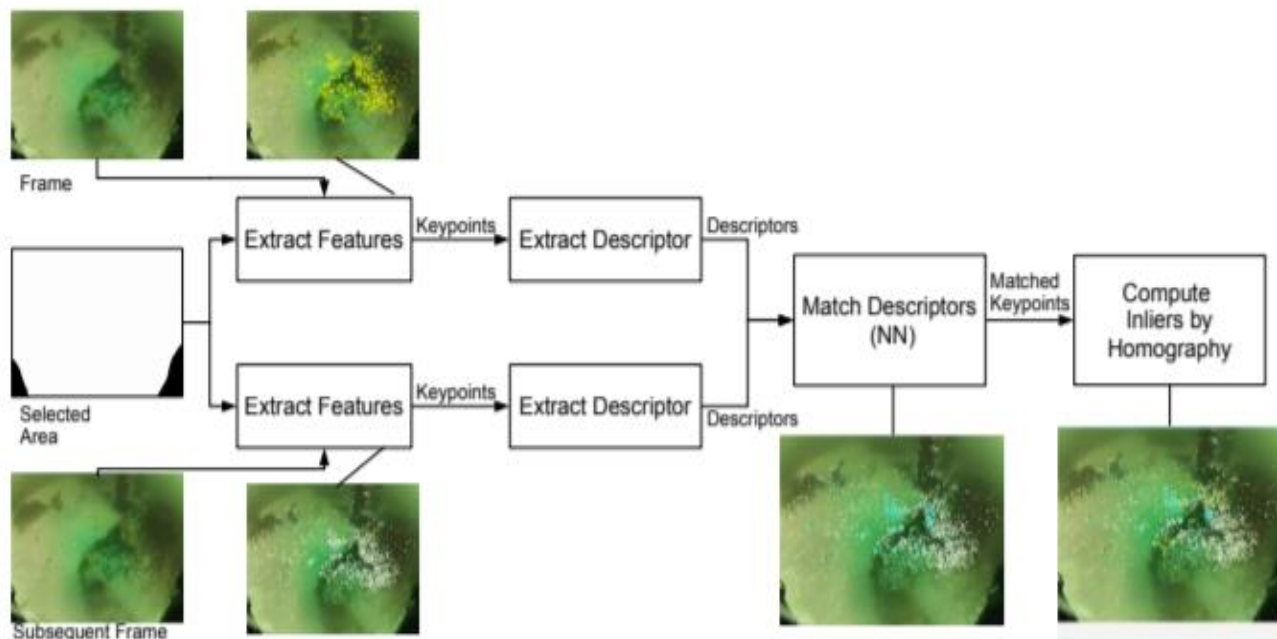 Frame
Extract Features
Keypoints
Extract Descriptor
Descriptors
Selected
Area
Match Descriptors
(NN)
Matched
Keypoints
Compute
Inliers by
Homography
Extract Features
Keypoints
Extract Descriptor
Descriptors
Subsequent Frame